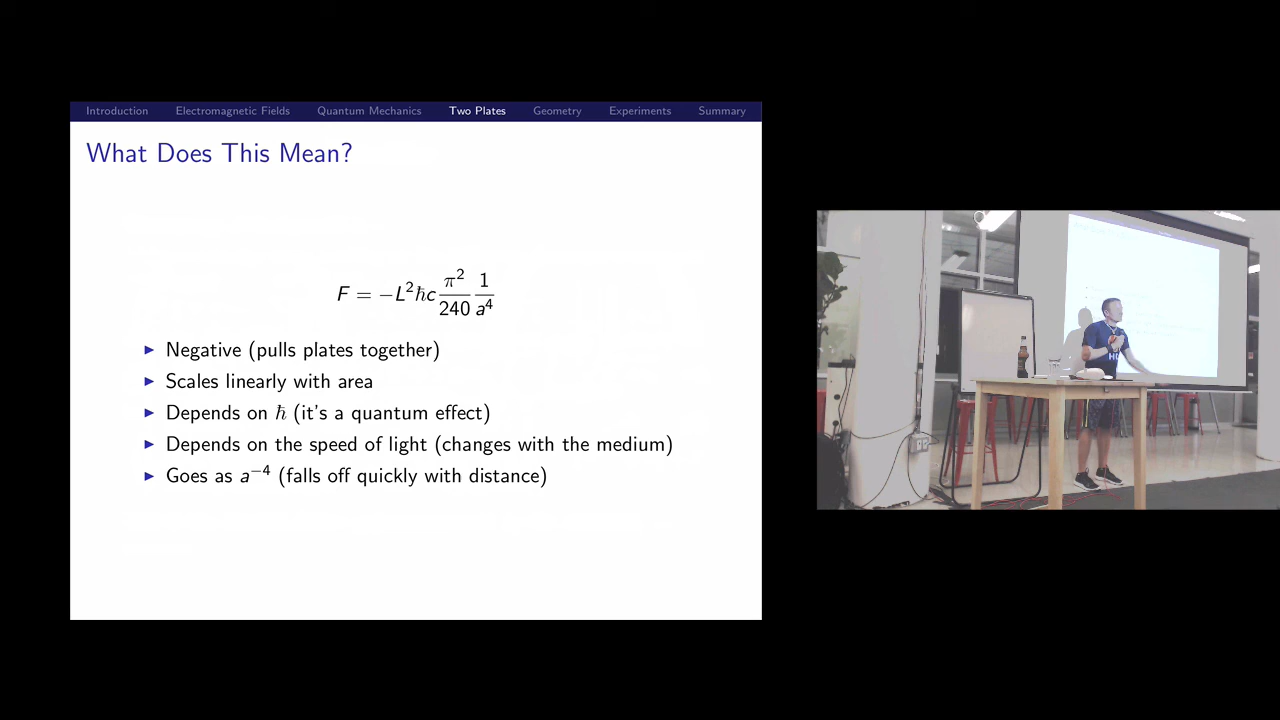 Introduction Electromagnetic Fields Quantum Mechanics Two Plates Geometry Experiments Summary
What Does This Mean?
F = −L²ħc π²/240 1/a⁴
▶ Negative (pulls plates together)
▶ Scales linearly with area
▶ Depends on ħ (it's a quantum effect)
▶ Depends on the speed of light (changes with the medium)
▶ Goes as a⁻⁴ (falls off quickly with distance)